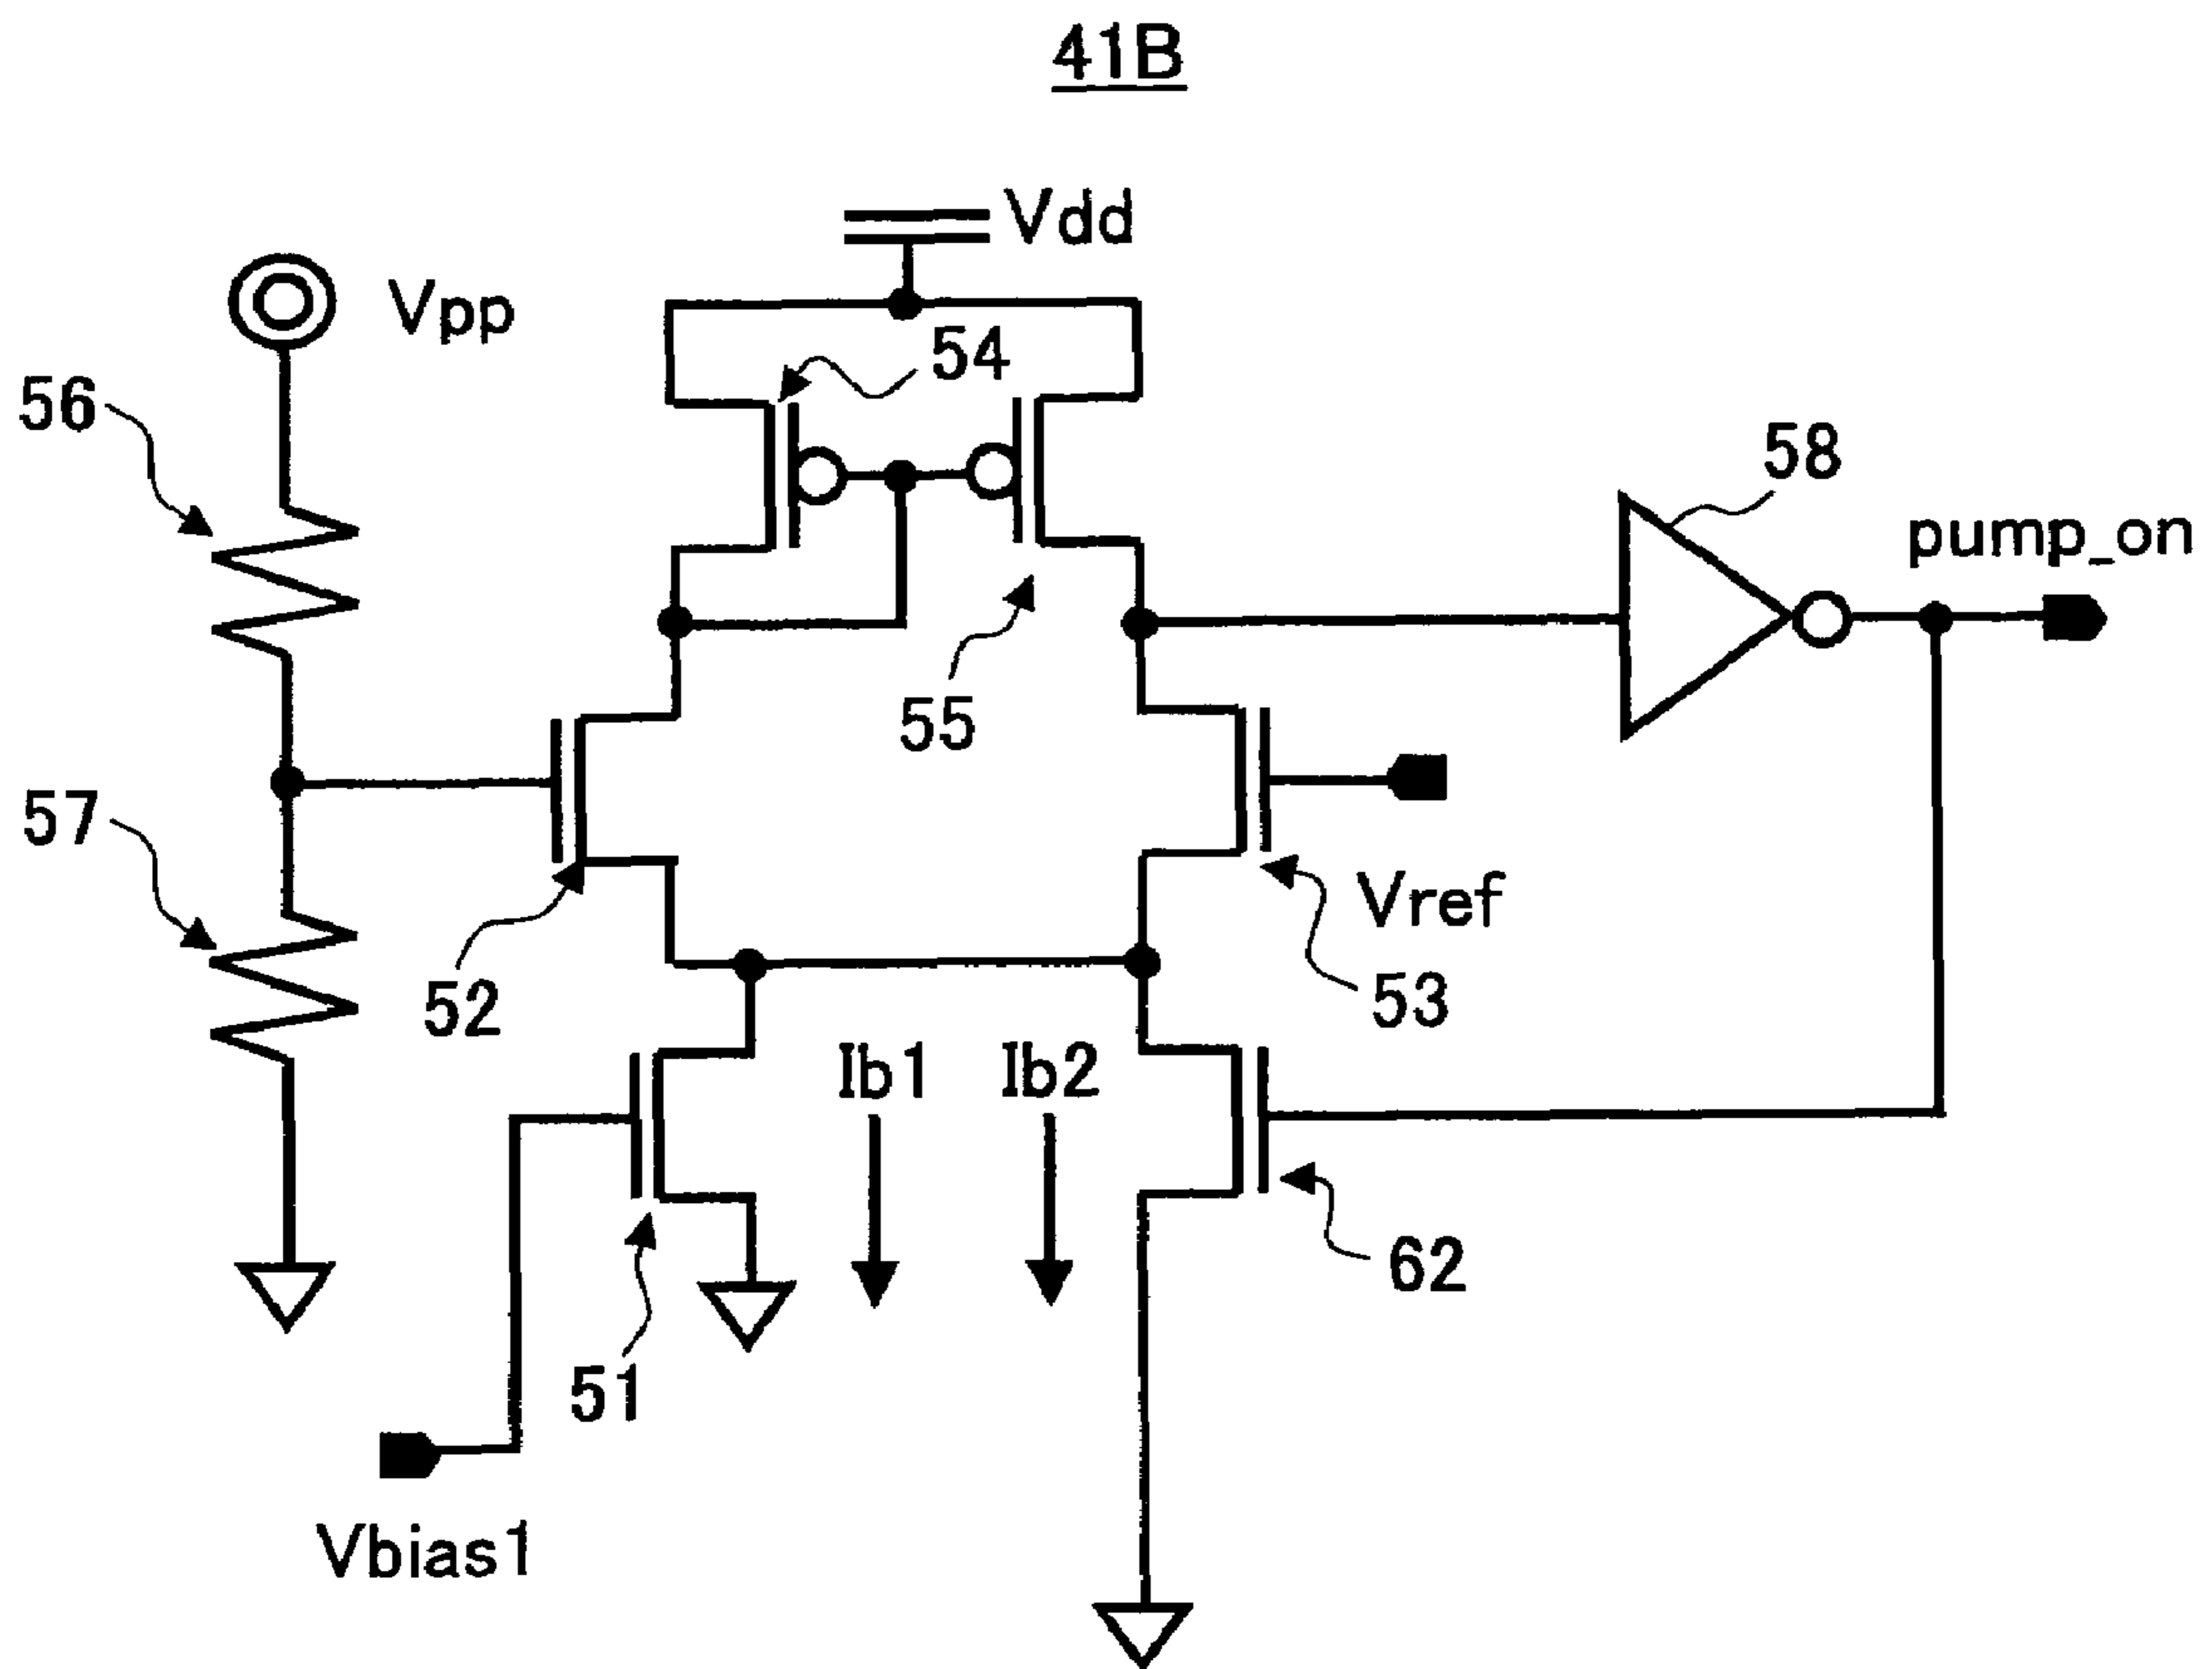 41B
Vdd
Vpp
54
56
58
pump_on
55
57
Vref
52
53
Ib1
Ib2
62
51
Vbias1